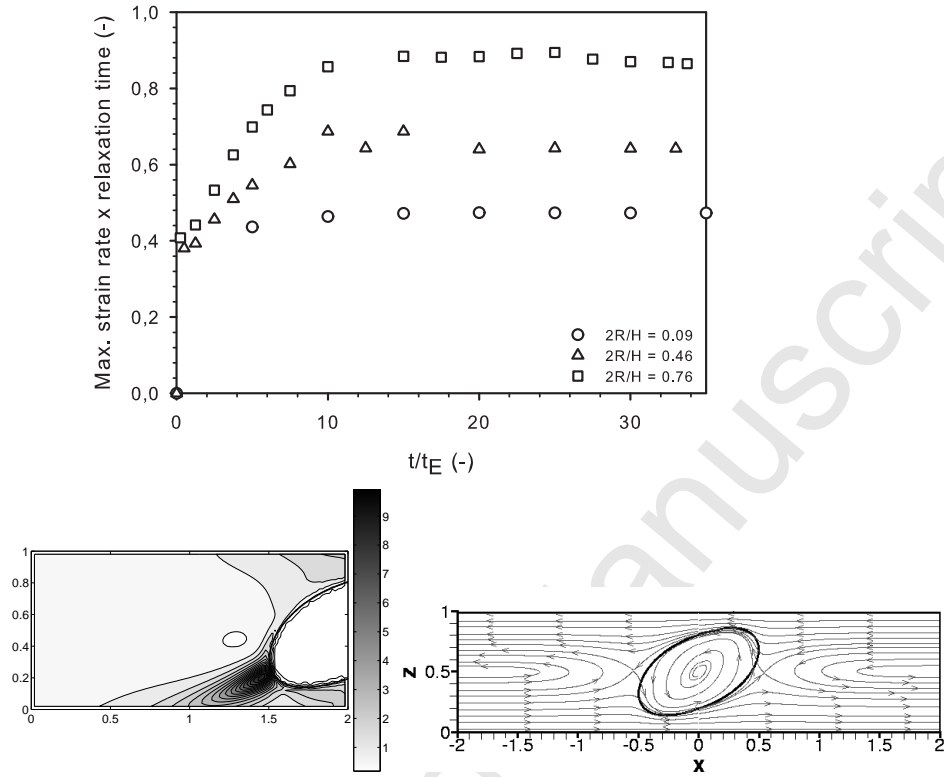 Max. strain rate x relaxation time (-)
1,0
0,8
0,6
0,4
0,2
0,0
2R/H = 0.09
2R/H = 0.46
2R/H = 0.76
0 10 20 30
t/tE (-)
1
0.8
0.6
0.4
0.2
0
0 0.5 1 1.5 2
9
8
7
6
5
4
3
2
1
z
1
0.5
0
-2 -1.5 -1 -0.5 0 0.5 1 1.5 2
x
anuscrip